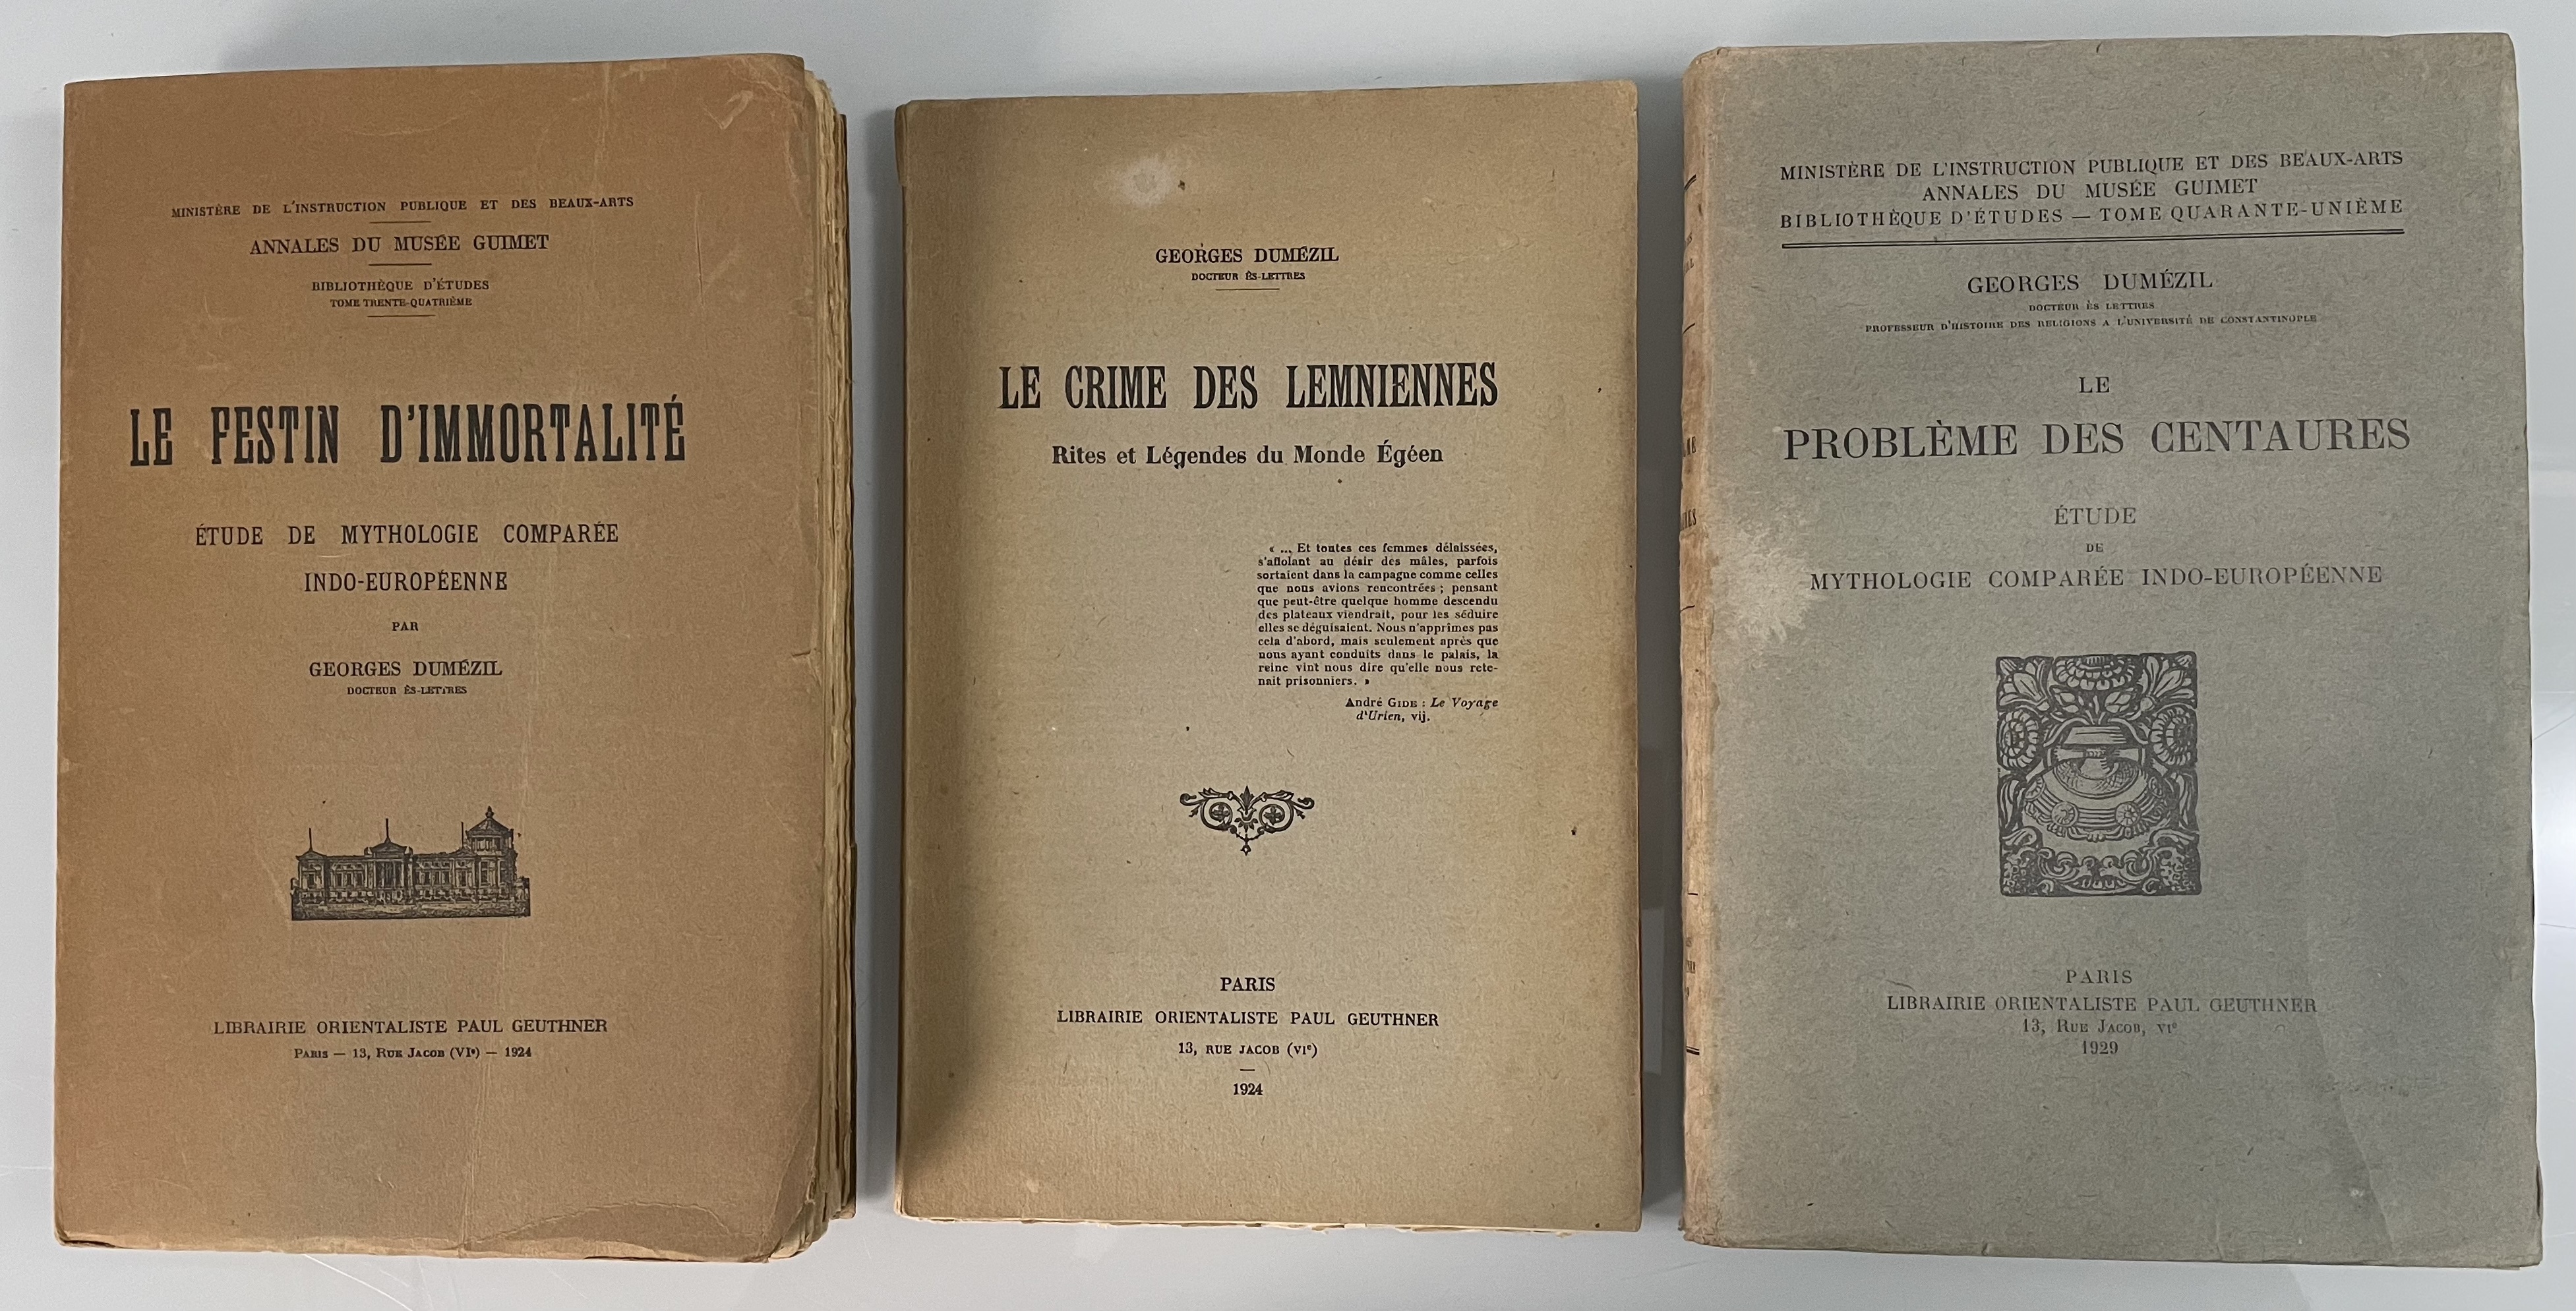 MINISTÈRE DE L'INSTRUCTION PUBLIQUE ET DES BEAUX-ARTS
ANNALES DU MUSÉE GUIMET
BIBLIOTHÈQUE D'ÉTUDES
TOME TRENTE-QUATRIÈME
LE FESTIN D'IMMORTALITÉ
ÉTUDE DE MYTHOLOGIE COMPARÉE
INDO-EUROPÉENNE
PAR
GEORGES DUMÉZIL
DOCTEUR ÈS-LETTRES
LIBRAIRIE ORIENTALISTE PAUL GEUTHNER
PARIS — 13, RUE JACOB (VIe) — 1924
GEORGES DUMÉZIL
DOCTEUR ÈS-LETTRES
LE CRIME DES LEMNIENNES
Rites et Légendes du Monde Égéen
« ... Et toutes ces femmes délaissées,
s'affolant au désir des mâles, parfois
sortaient dans la campagne comme celles
que nous avions rencontrées ; pensant
que peut-être quelque homme descendu
des plateaux viendrait, pour les séduire
elles se déguisaient. Nous n'apprîmes pas
cela d'abord, mais seulement après que
nous ayant conduits dans le palais, la
reine vint nous dire qu'elle nous rete-
nait prisonniers. »
André GIDE : Le Voyage
d'Urien, vij.
PARIS
LIBRAIRIE ORIENTALISTE PAUL GEUTHNER
13, RUE JACOB (VIe)
1924
MINISTÈRE DE L'INSTRUCTION PUBLIQUE ET DES BEAUX-ARTS
ANNALES DU MUSÉE GUIMET
BIBLIOTHÈQUE D'ÉTUDES — TOME QUARANTE-UNIÈME
GEORGES DUMÉZIL
DOCTEUR ÈS LETTRES
PROFESSEUR D'HISTOIRE DES RELIGIONS A L'UNIVERSITÉ DE CONSTANTINOPLE
LE
PROBLÈME DES CENTAURES
ÉTUDE
DE
MYTHOLOGIE COMPARÉE INDO-EUROPÉENNE
PARIS
LIBRAIRIE ORIENTALISTE PAUL GEUTHNER
13, RUE JACOB, VIe
1929